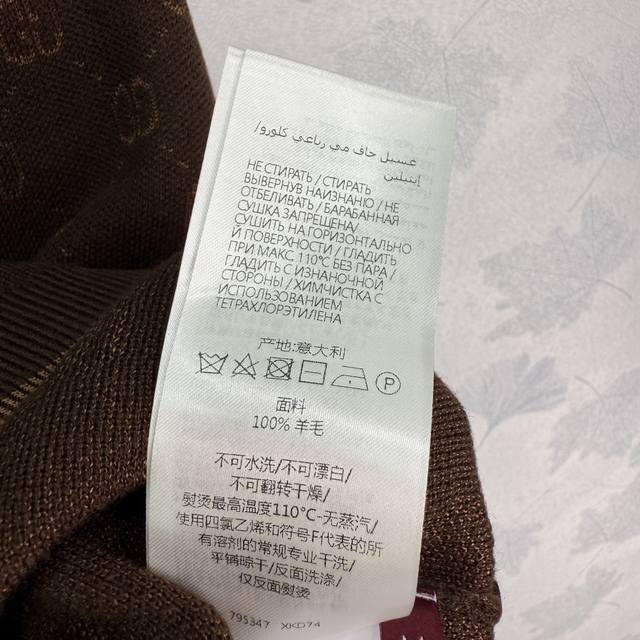 غسيل جاف مي رباعي كلورو/
إيثيلين
НЕ СТИРАТЬ / СТИРАТЬ
ВЫВЕРНУВ НАИЗНАНКУ / НЕ
ОТБЕЛИВАТЬ / БАРАБАННАЯ
СУШКА ЗАПРЕЩЕНА/
СУШИТЬ НА ГОРИЗОНТАЛЬНО
Й ПОВЕРХНОСТИ / ГЛАДИТЬ
ПРИ МАКС 110°C БЕЗ ПАРА /
ГЛАДИТЬ С ИЗНАНОЧНОЙ
СТОРОНЫ / ХИМЧИСТКА С
ИСПОЛЬЗОВАНИЕМ
ТЕТРАХЛОРЭТИЛЕНА
产地:意大利
P
面料
100% 羊毛
不可水洗/不可漂白/
不可翻转干燥/
熨烫最高温度110°C-无蒸汽/
使用四氯乙烯和符号F代表的所
有溶剂的常规专业干洗/
平铺晾干/反面洗涤/
仅反面熨烫
795347 XKD74